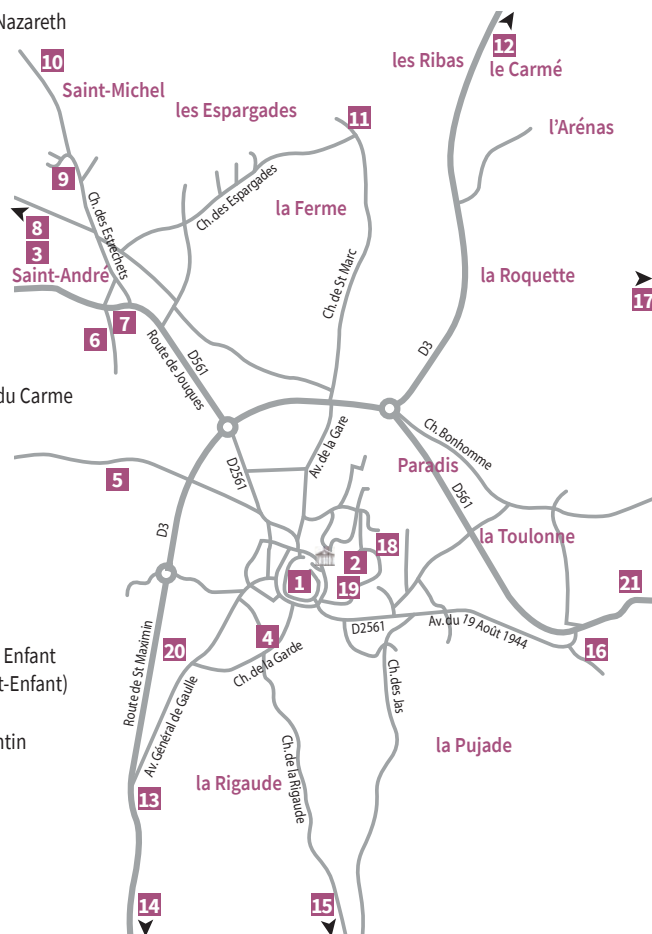 Nazareth
10
Saint-Michel
les Ribas
12
le Carmé
les Espargades
11
l'Arénas
9
Ch. des Estrechets
Ch. des Espargades
la Ferme
8
3
Saint-André
Ch. de St Marc
la Roquette
17
7
6
D561
Route de Jouques
D3
du Carme
Av. de la Gare
Ch. Bonhomme
D2561
Paradis
D561
5
D3
la Toulonne
18
2
1
19
21
D2561
Av. du 19 Août 1944
4
20
Ch. de la Garde
16
Enfant
t-Enfant)
Route de St Maximin
Av. Général de Gaulle
Ch. des Jas
ntin
la Pujade
la Rigaude
Ch. de la Rigaude
13
14
15